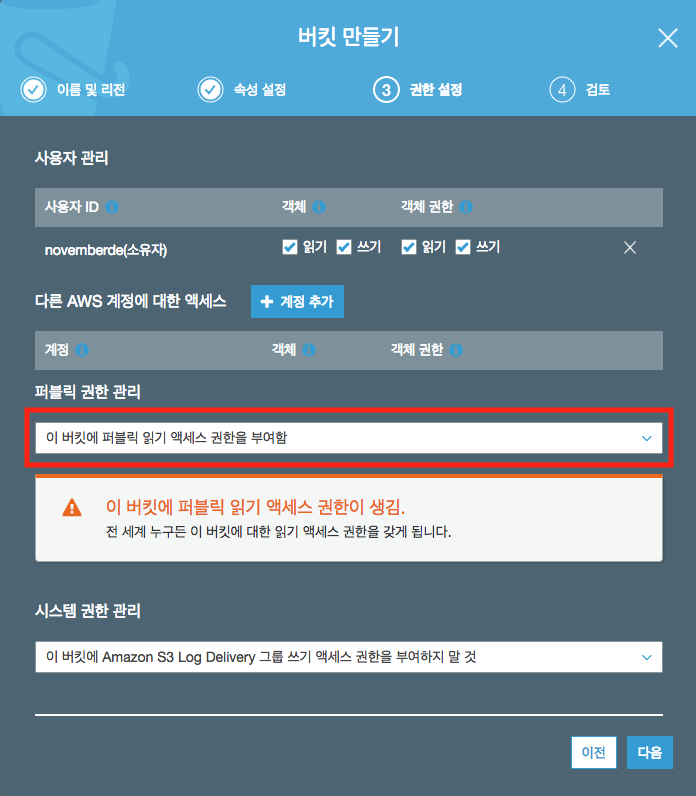 버킷 만들기
이름 및 리전
속성 설정
3 권한 설정
4 검토
사용자 관리
사용자 ID 객체 객체 권한
novemberde(소유자) 읽기 쓰기 읽기 쓰기
다른 AWS 계정에 대한 액세스 + 계정 추가
계정 객체 객체 권한
퍼블릭 권한 관리
이 버킷에 퍼블릭 읽기 액세스 권한을 부여함
이 버킷에 퍼블릭 읽기 액세스 권한이 생김.
전 세계 누구든 이 버킷에 대한 읽기 액세스 권한을 갖게 됩니다.
시스템 권한 관리
이 버킷에 Amazon S3 Log Delivery 그룹 쓰기 액세스 권한을 부여하지 말 것
이전 다음